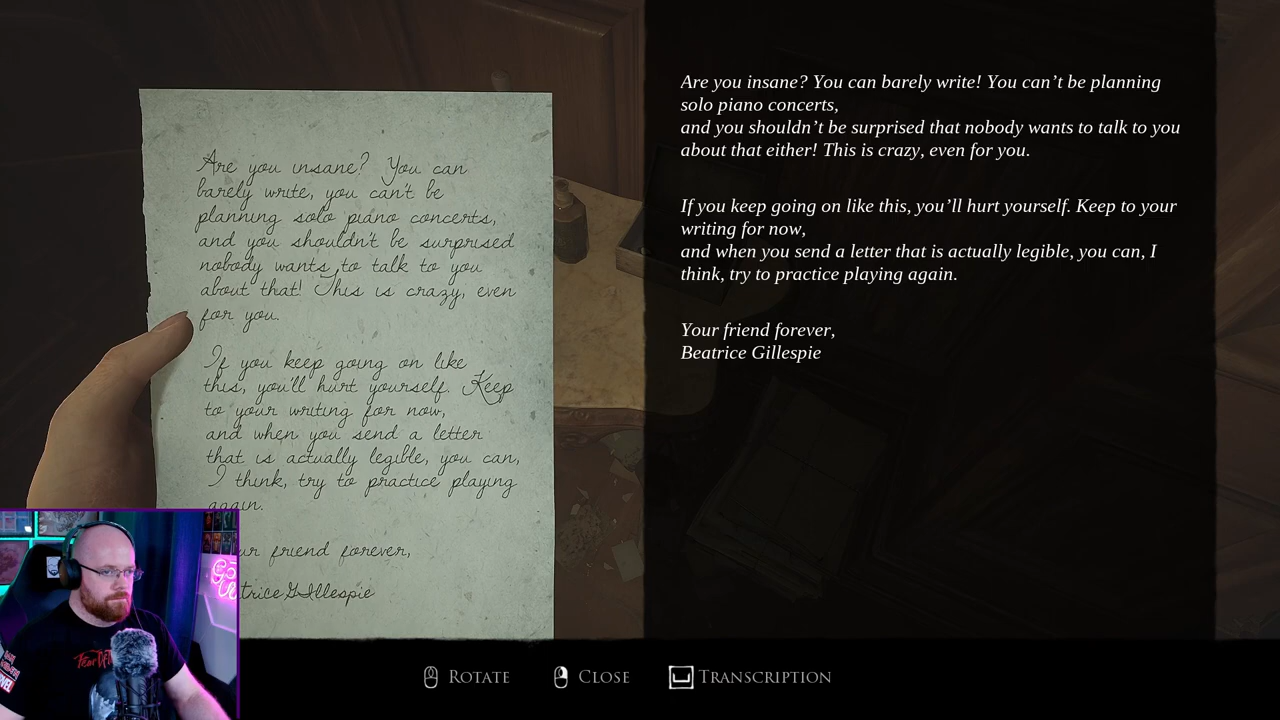 Are you insane? You can
barely write, you can't be
planning solo piano concerts,
and you shouldn't be surprised
nobody wants to talk to you
about that! This is crazy, even
for you.
If you keep going on like
this, you'll hurt yourself. Keep
to your writing for now,
and when you send a letter
that is actually legible, you can,
I think, try to practice playing
again.
ur friend forever,
trice Gillespie
Are you insane? You can barely write! You can’t be planning
solo piano concerts,
and you shouldn’t be surprised that nobody wants to talk to you
about that either! This is crazy, even for you.
If you keep going on like this, you’ll hurt yourself. Keep to your
writing for now,
and when you send a letter that is actually legible, you can, I
think, try to practice playing again.
Your friend forever,
Beatrice Gillespie
Rotate
Close
Transcription